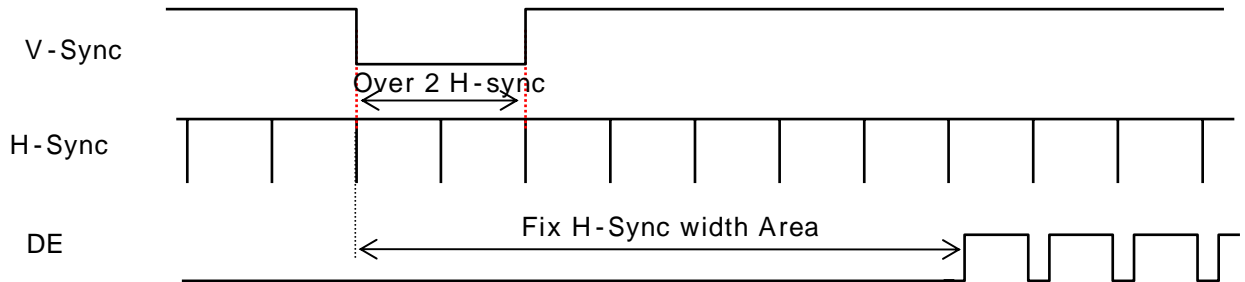 V-Sync
Over 2 H-sync
H-Sync
Fix H-Sync width Area
DE